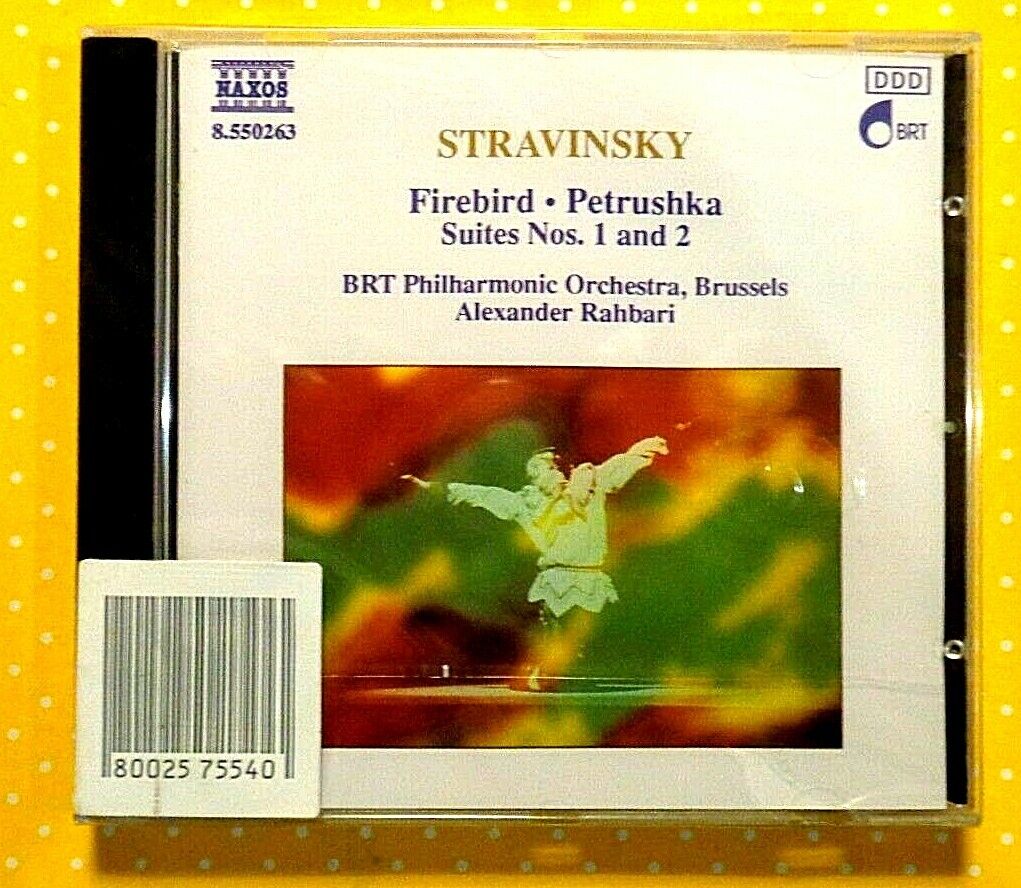 NAXOS
8.550263
DDD
BRT
STRAVINSKY
Firebird • Petrushka
Suites Nos. 1 and 2
BRT Philharmonic Orchestra, Brussels
Alexander Rahbari
80025 75540